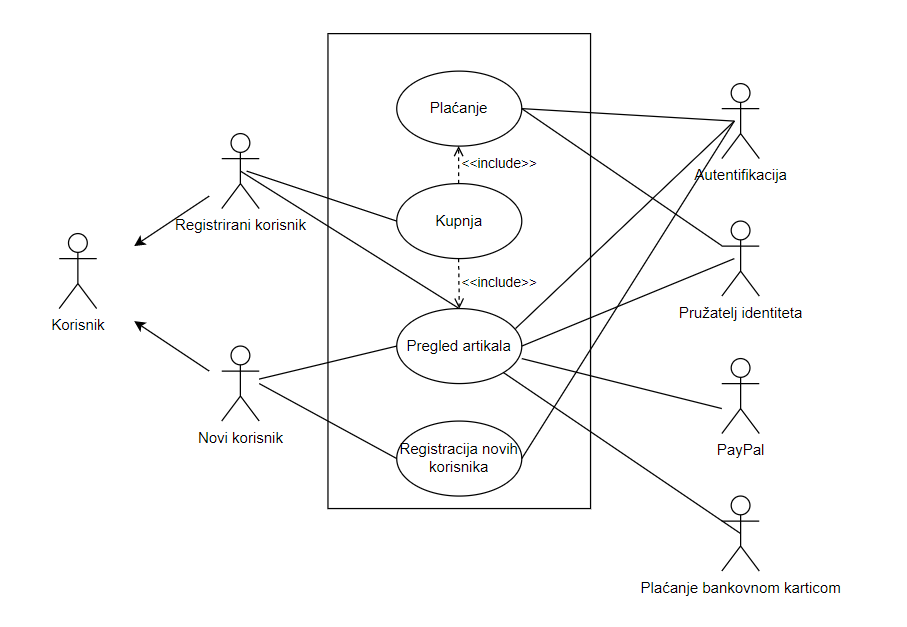 Plaćanje
<<include>>
Autentifikacija
Registrirani korisnik
Kupnja
<<include>>
Pružatelj identiteta
Korisnik
Pregled artikala
Novi korisnik
Registracija novih
korisnika
PayPal
Plaćanje bankovnom karticom